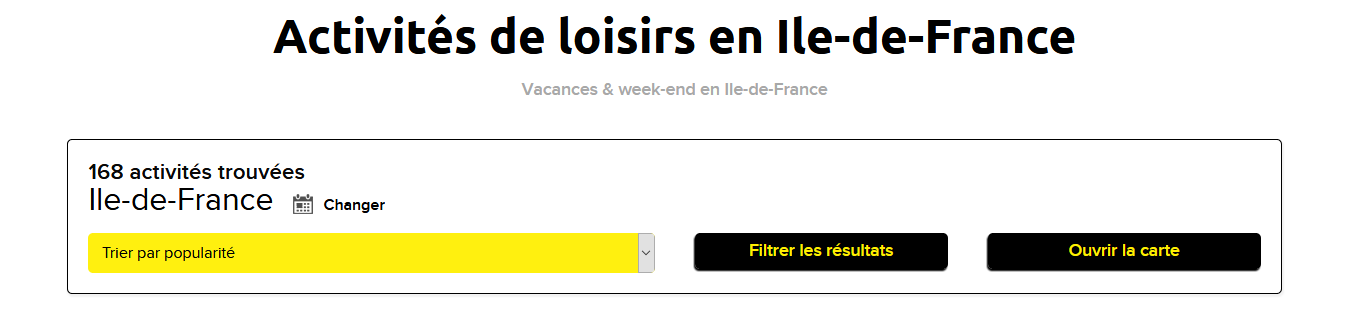 Activités de loisirs en Ile-de-France
Vacances & week-end en Ile-de-France
168 activités trouvées
Ile-de-France Changer
Trier par popularité Filtrer les résultats Ouvrir la carte